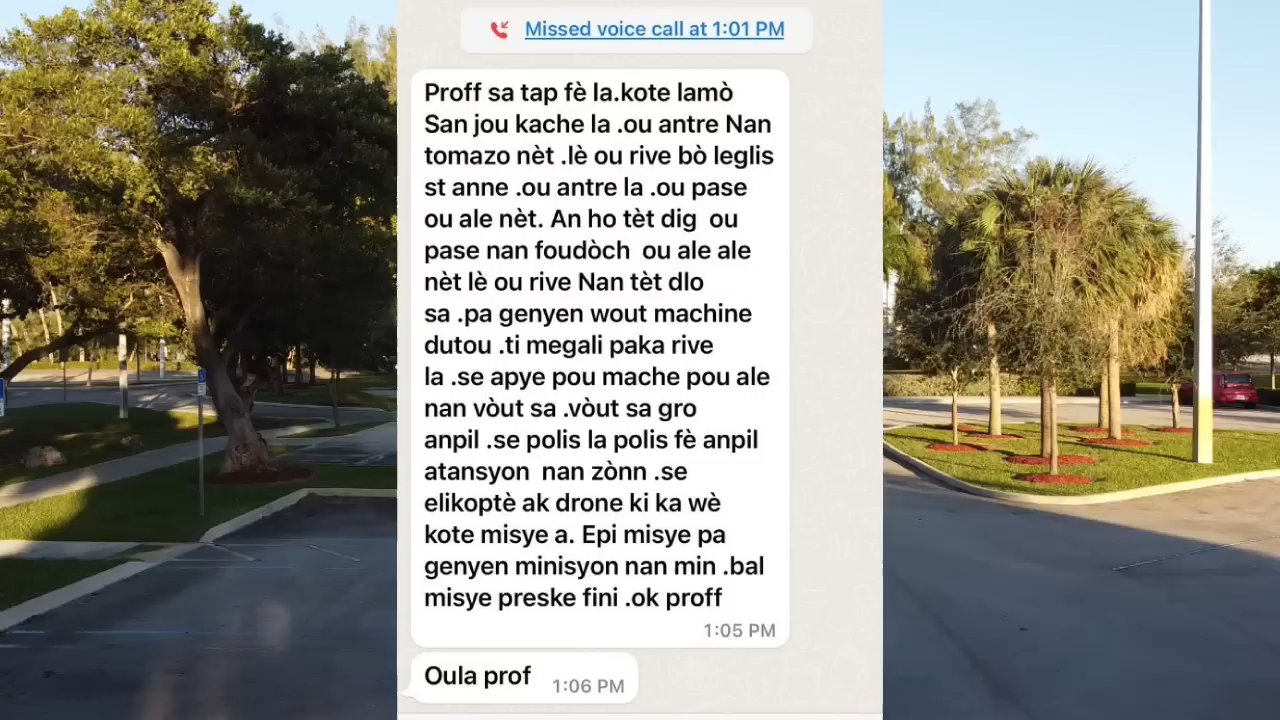 Missed voice call at 1:01 PM
Proff sa tap fè la.kote lamò
San jou kache la .ou antre Nan
tomazo nèt .lè ou rive bò leglis
st anne .ou antre la .ou pase
ou ale nèt. An ho tèt dig ou
pase nan foudòch ou ale ale
nèt lè ou rive Nan tèt dlo
sa .pa genyen wout machine
dutou .ti megali paka rive
la .se apye pou mache pou ale
nan vòut sa .vòut sa gro
anpil .se polis la polis fè anpil
atansyon nan zònn .se
elikoptè ak drone ki ka wè
kote misye a. Epi misye pa
genyen minisyon nan min .bal
misye preske fini .ok proff
1:05 PM
Oula prof 1:06 PM